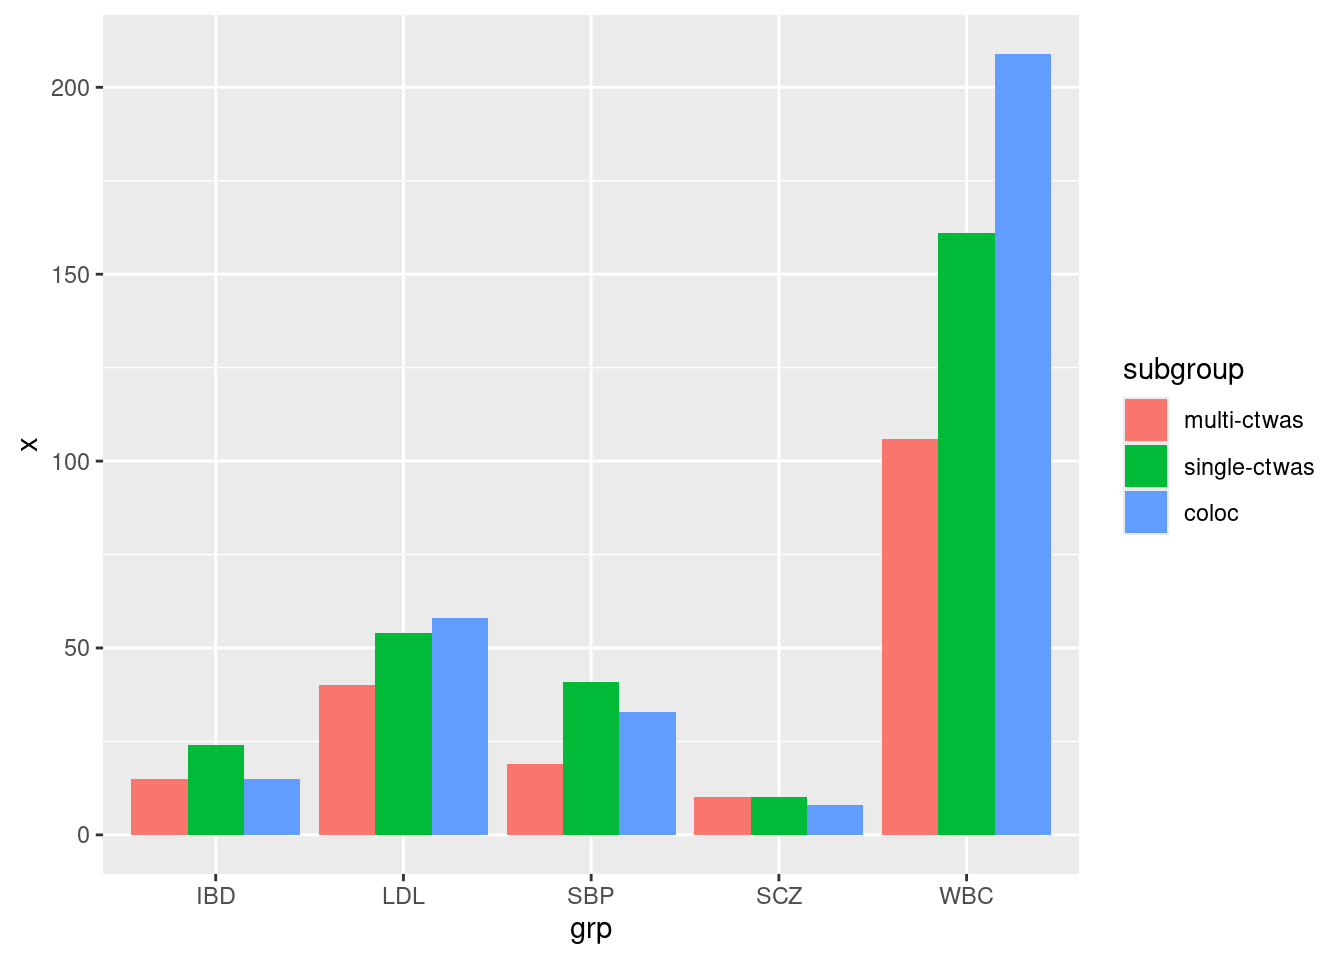 200
150
100
50
0
x
IBD LDL SBP SCZ WBC
grp
subgroup
multi-ctwas
single-ctwas
coloc